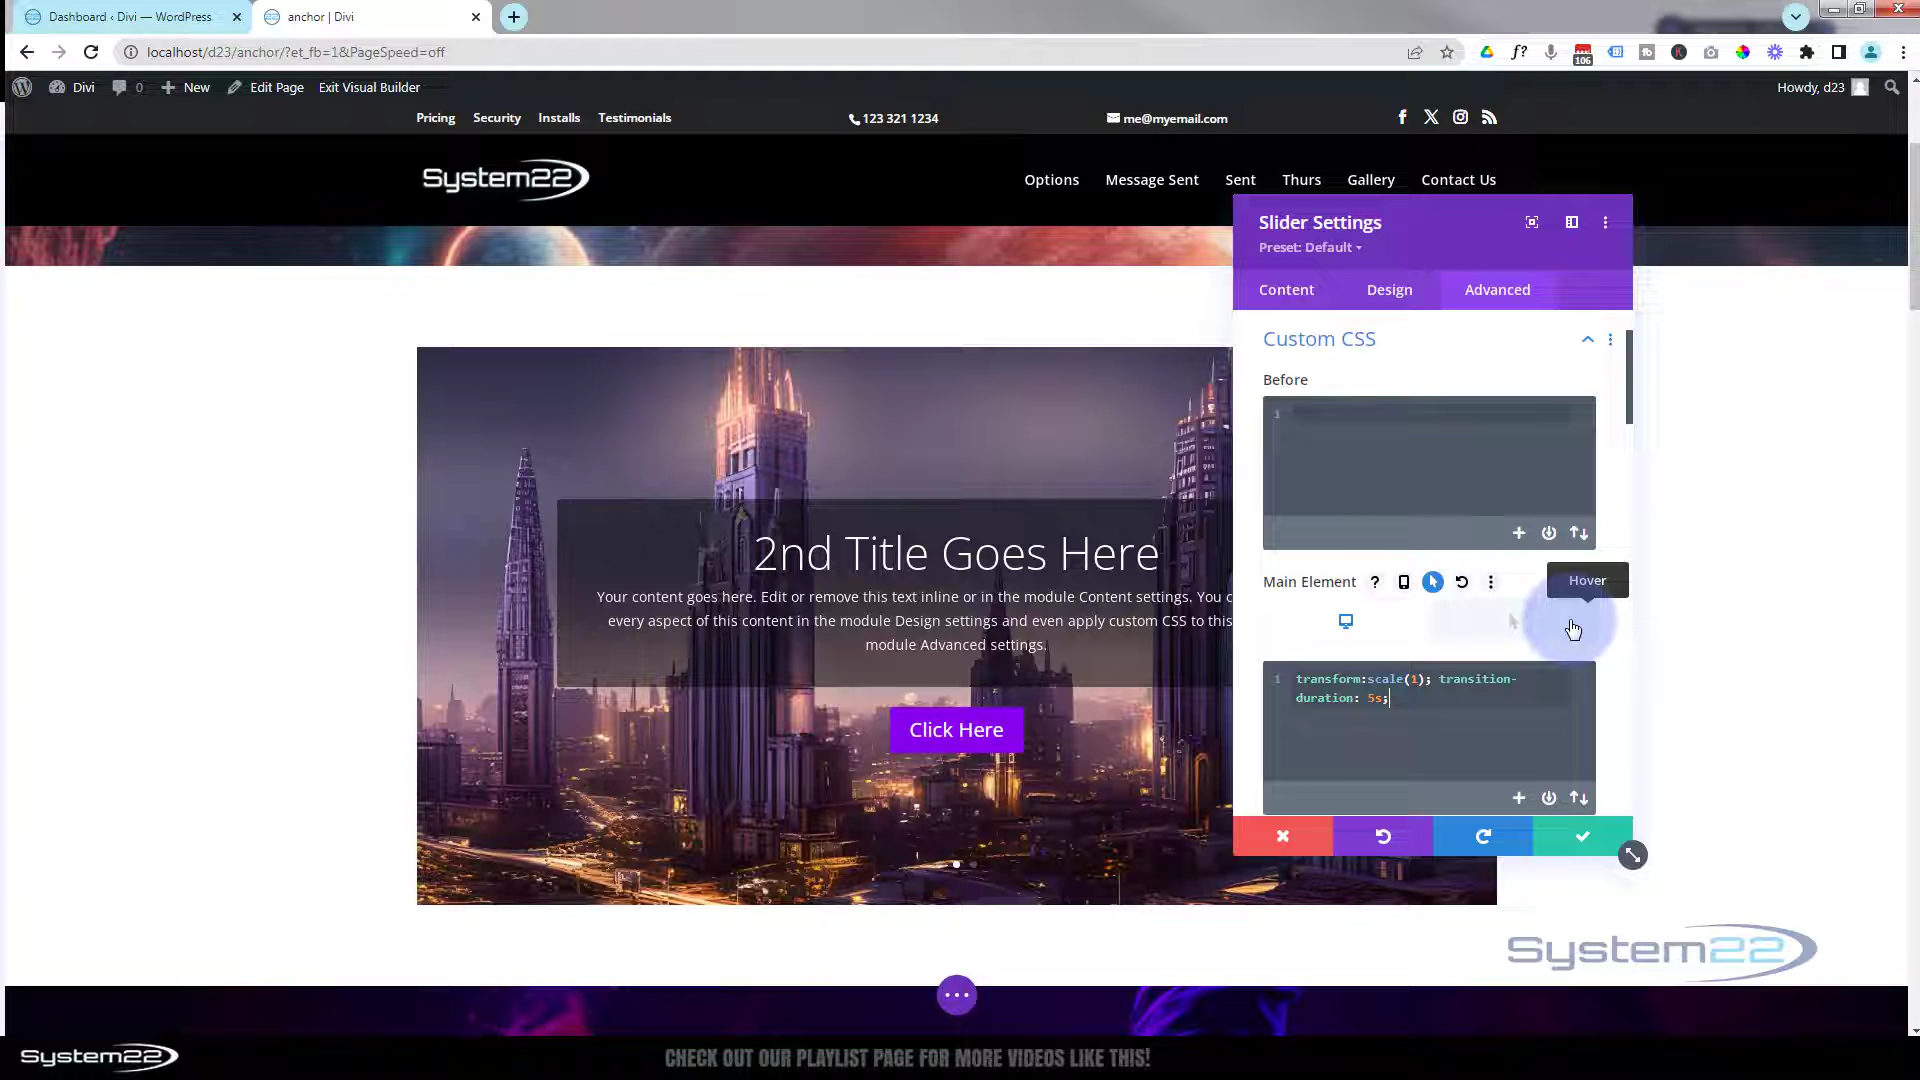 Dashboard ‹ Divi — WordPress
anchor | Divi
localhost/d23/anchor/?et_fb=1&PageSpeed=off
f?
106
Divi
0
New
Edit Page
Exit Visual Builder
Howdy, d23
Pricing
Security
Installs
Testimonials
123 321 1234
me@myemail.com
System22
Options
Message Sent
Sent
Thurs
Gallery
Contact Us
Slider Settings
Preset: Default
Content
Design
Advanced
Custom CSS
Before
1
Main Element
Hover
1
transform:scale(1); transition-
duration: 5s;
2nd Title Goes Here
Your content goes here. Edit or remove this text inline or in the module Content settings. You c
every aspect of this content in the module Design settings and even apply custom CSS to this
module Advanced settings.
Click Here
System22
System22
CHECK OUT OUR PLAYLIST PAGE FOR MORE VIDEOS LIKE THIS!